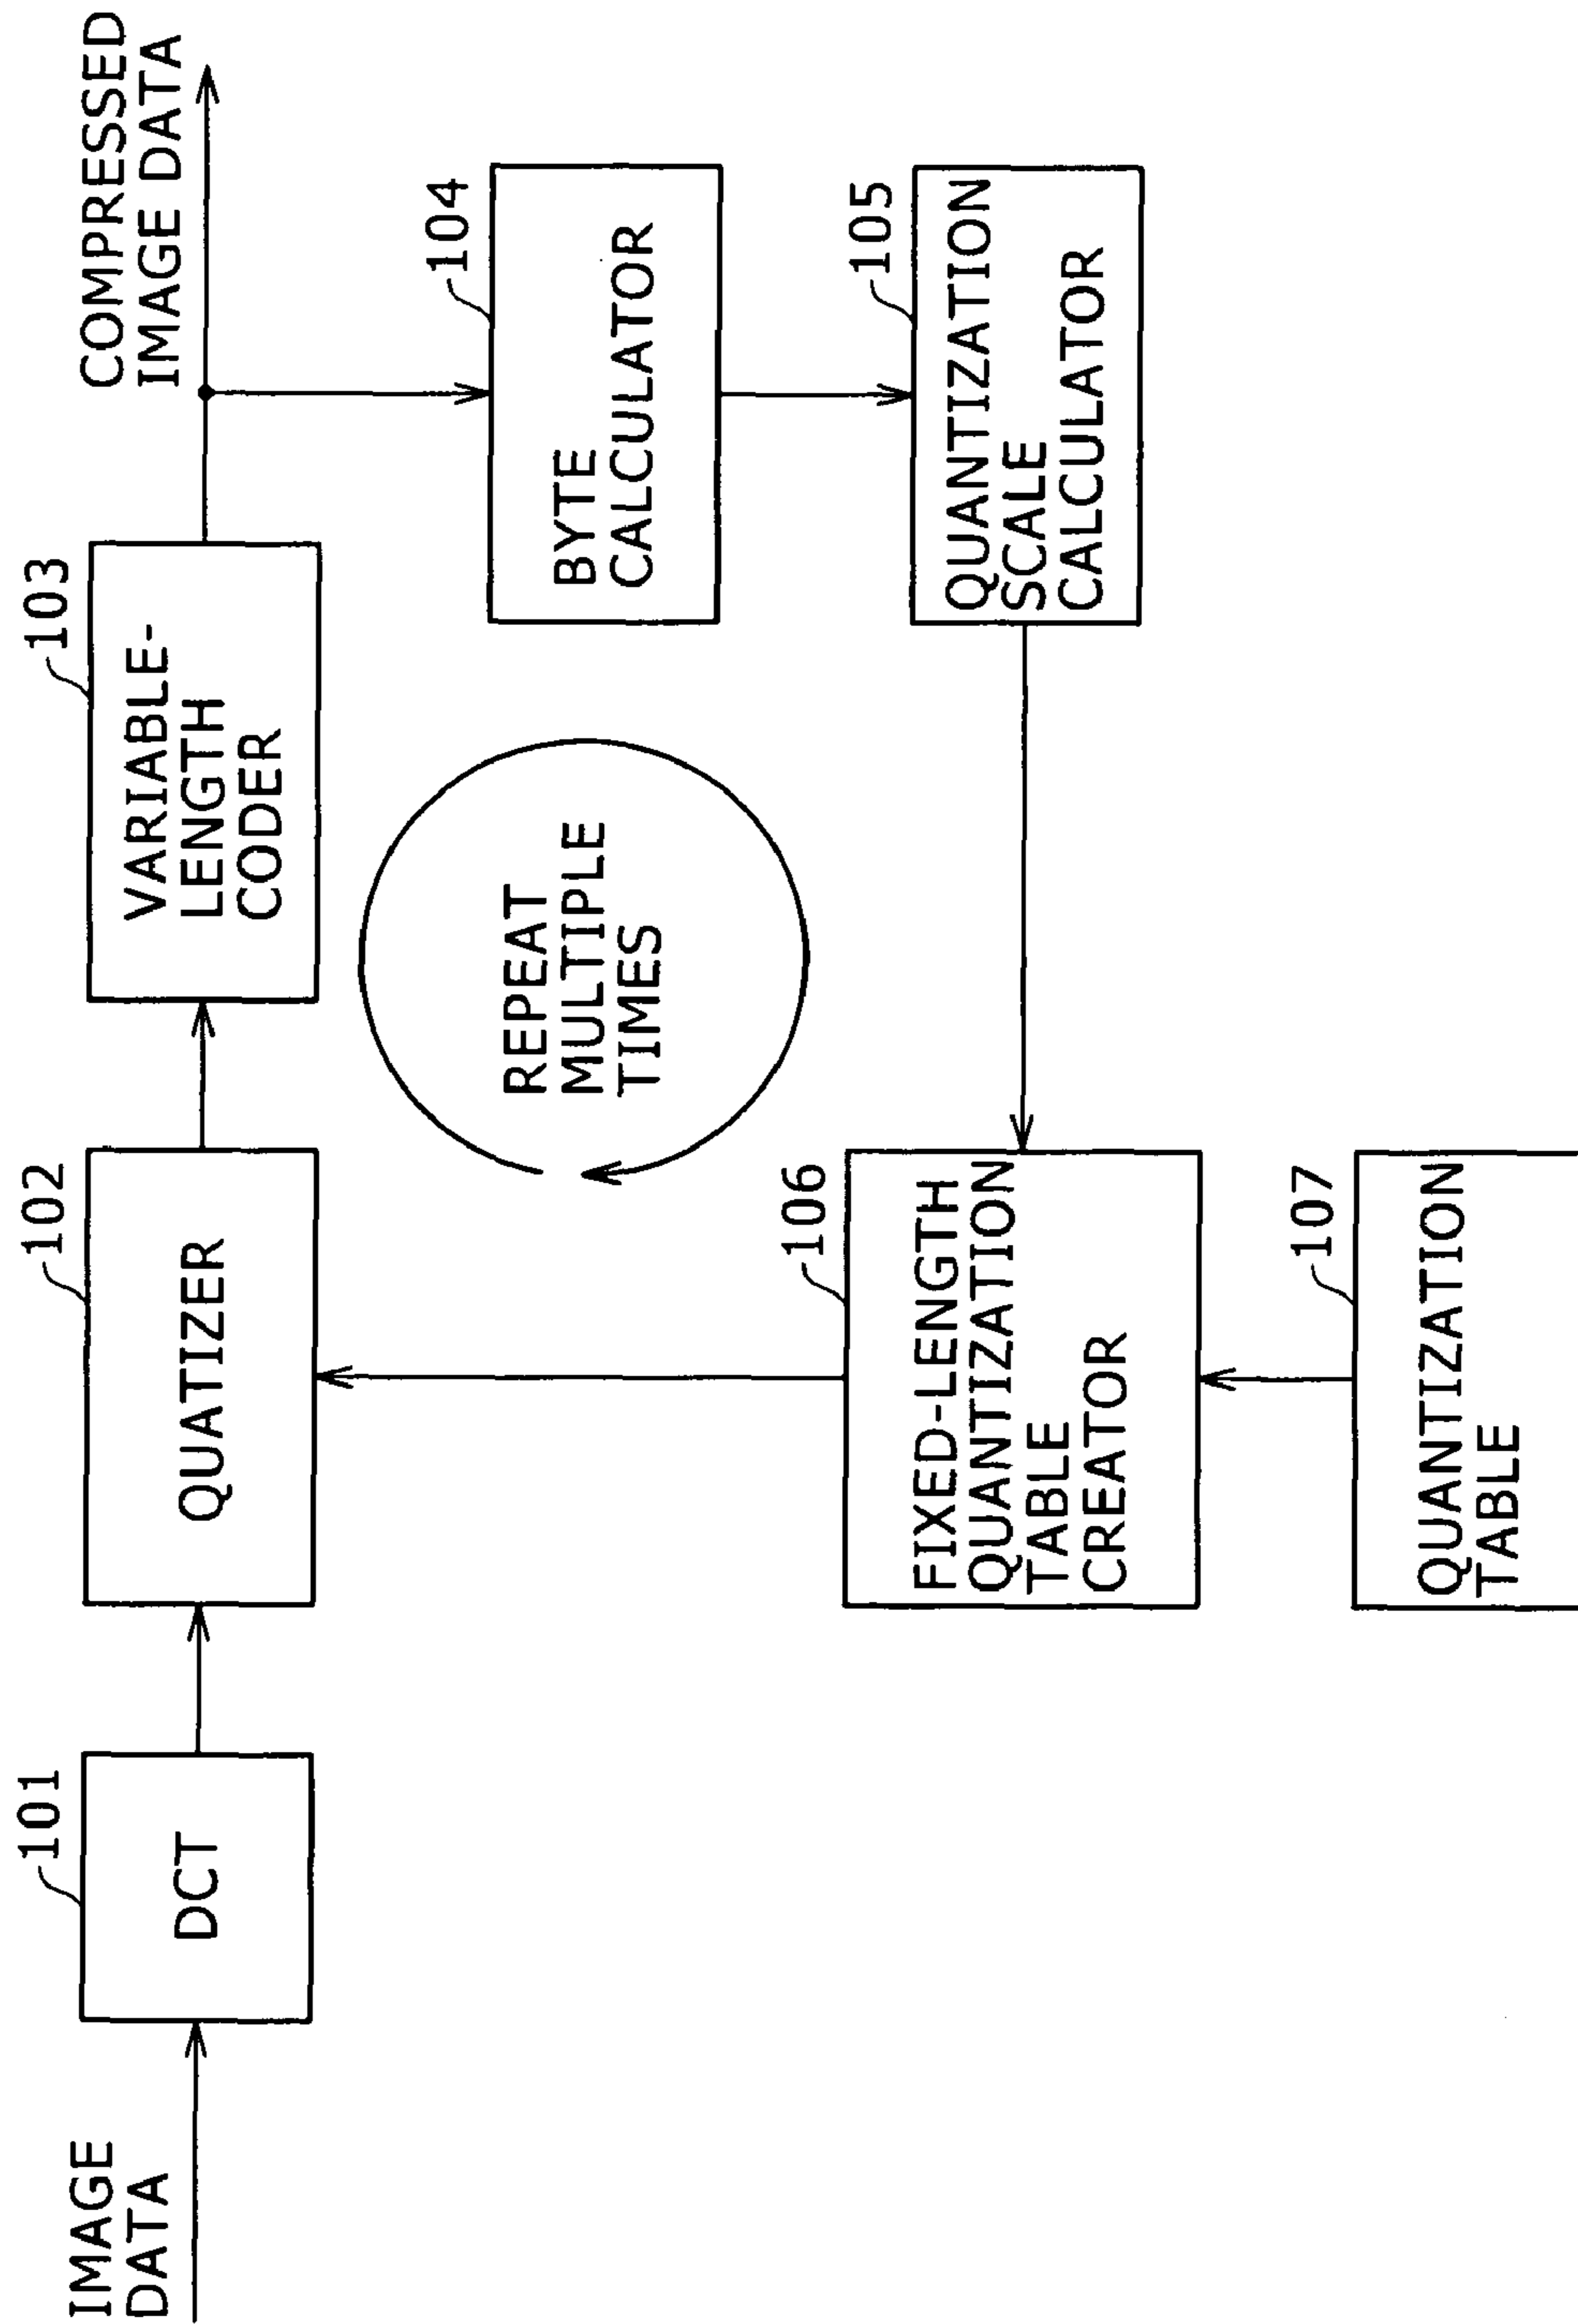 IMAGE
DATA
101
DCT
102
QUATIZER
103
VARIABLE-
LENGTH
CODER
COMPRESSED
IMAGE DATA
104
BYTE
CALCULATOR
REPEAT
MULTIPLE
TIMES
105
QUANTIZATION
SCALE
CALCULATOR
106
FIXED-LENGTH
QUANTIZATION
TABLE
CREATOR
107
QUANTIZATION
TABLE